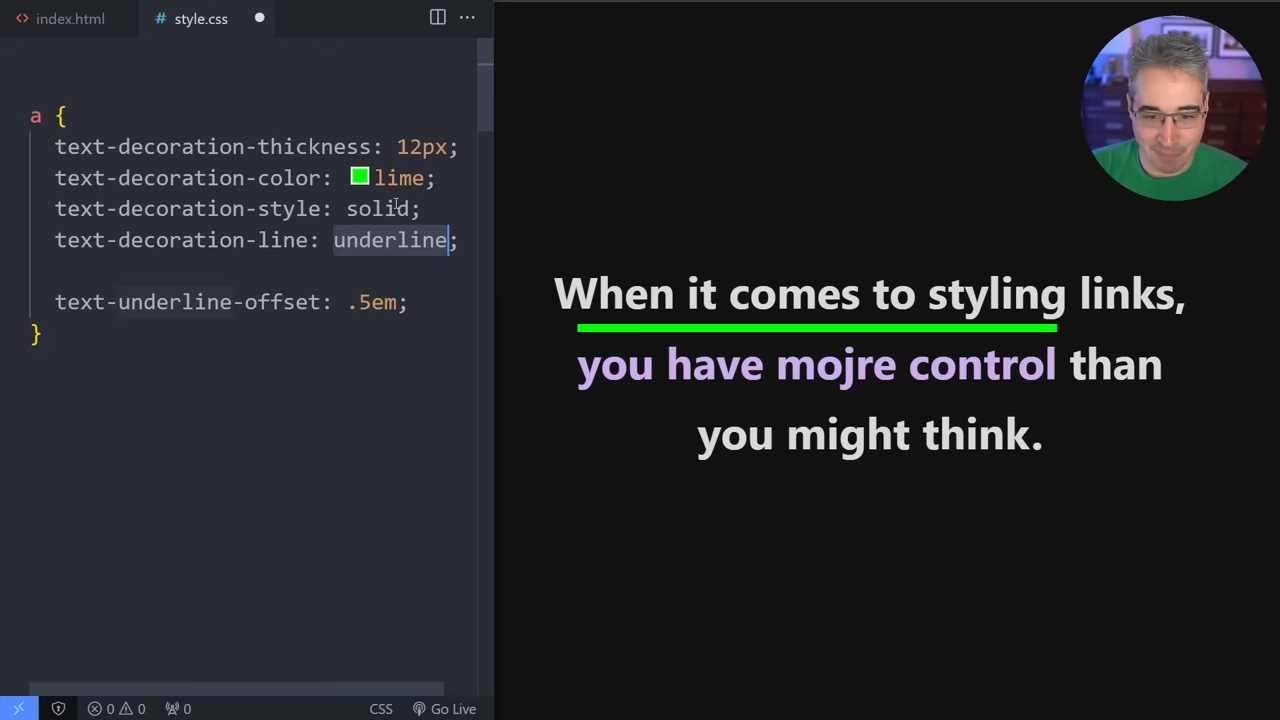 index.html
# style.css
a {
text-decoration-thickness: 12px;
text-decoration-color: lime;
text-decoration-style: solid;
text-decoration-line: underline;
text-underline-offset: .5em;
}
When it comes to styling links,
you have mojre control than
you might think.
0 0 0 CSS Go Live